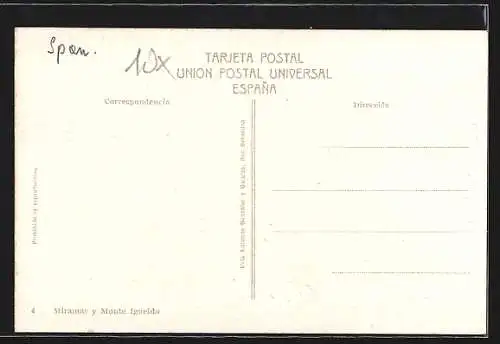 Span.
10x
TARJETA POSTAL
UNION POSTAL UNIVERSAL
ESPAÑA
Correspondencia
Dirección
4 Miramar y Monte Igueldo